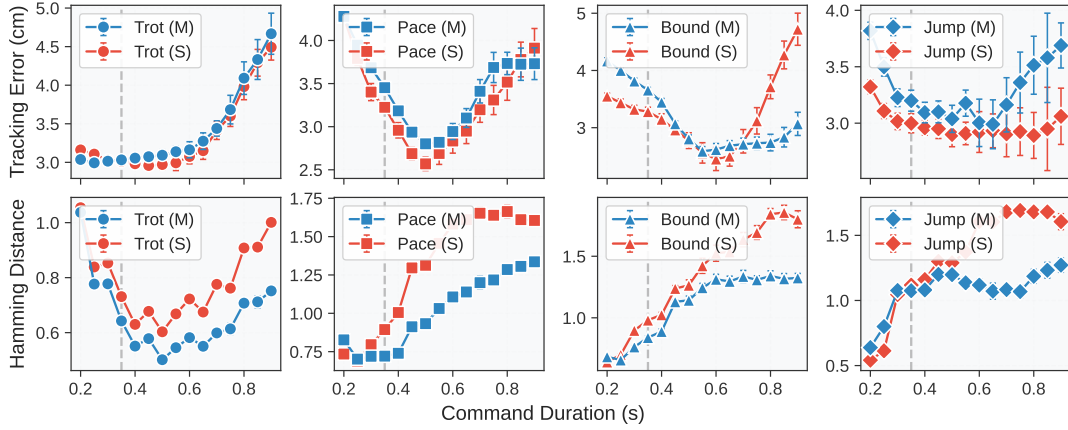 Tracking Error (cm)
5.0
4.5
4.0
3.5
3.0
Trot (M)
Trot (S)
4.0
3.5
3.0
2.5
Pace (M)
Pace (S)
5
4
3
Bound (M)
Bound (S)
4.0
3.5
3.0
Jump (M)
Jump (S)
Hamming Distance
1.0
0.8
0.6
Trot (M)
Trot (S)
0.2 0.4 0.6 0.8
1.75
1.50
1.25
1.00
0.75
Pace (M)
Pace (S)
0.2 0.4 0.6 0.8
1.5
1.0
Bound (M)
Bound (S)
0.2 0.4 0.6 0.8
1.5
1.0
0.5
Jump (M)
Jump (S)
0.2 0.4 0.6 0.8
Command Duration (s)